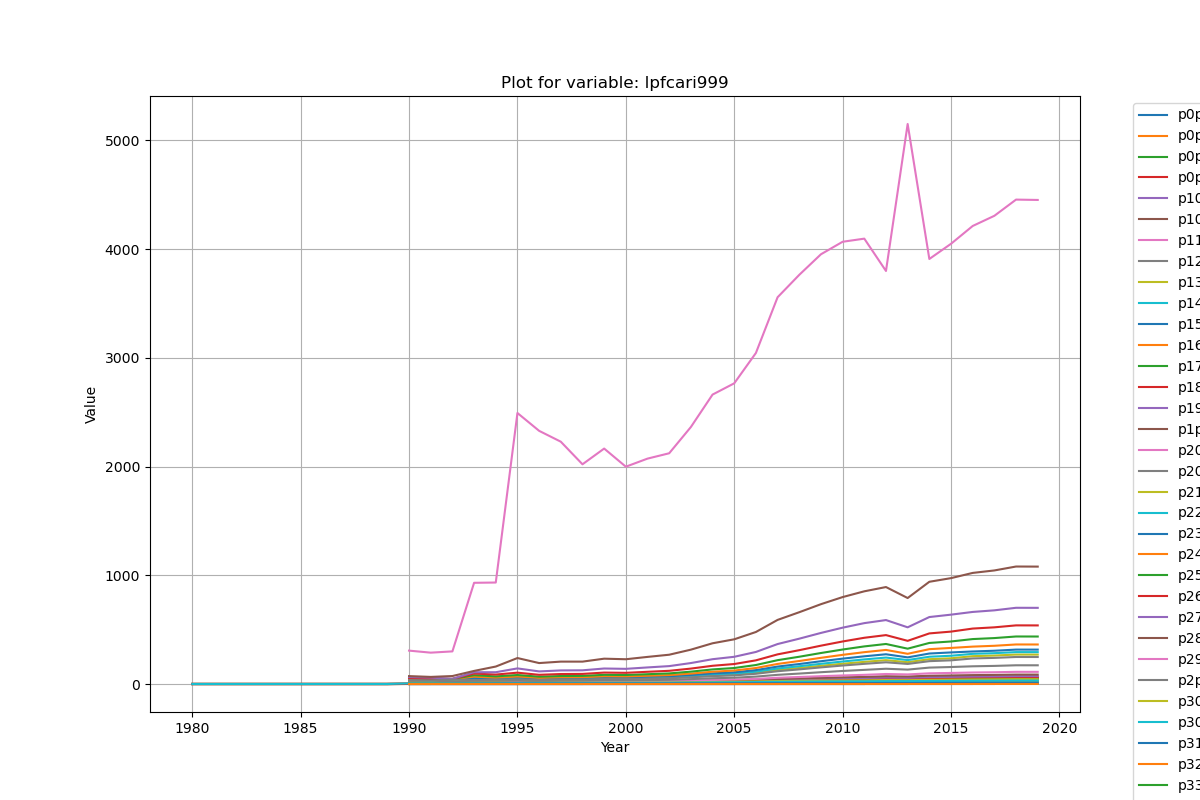 Plot for variable: lpfcari999
5000
4000
3000
2000
1000
0
Value
1980
1985
1990
1995
2000
2005
2010
2015
2020
Year
p0p
p0p
p0p
p0p
p10
p10
p11
p12
p13
p14
p15
p16
p17
p18
p19
p1p
p20
p20
p21
p22
p23
p24
p25
p26
p27
p28
p29
p2p
p30
p30
p31
p32
p33